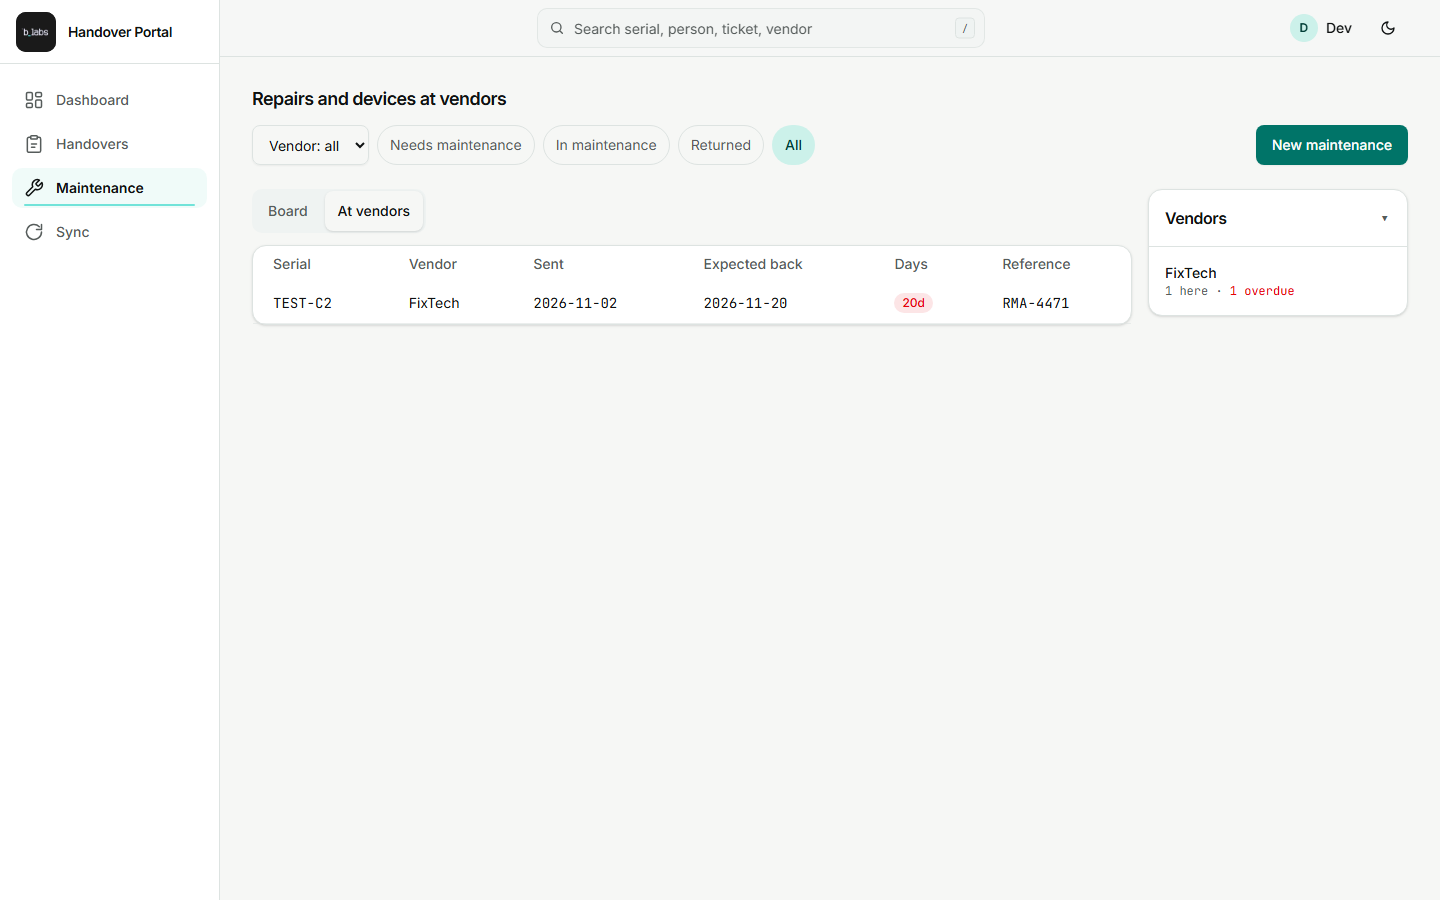 b_labs
Handover Portal
Search serial, person, ticket, vendor
/
D
Dev
Dashboard
Handovers
Maintenance
Sync
Repairs and devices at vendors
Vendor: all
Needs maintenance
In maintenance
Returned
All
New maintenance
Board
At vendors
Serial Vendor Sent Expected back Days Reference
TEST-C2 FixTech 2026-11-02 2026-11-20 20d RMA-4471
Vendors
FixTech
1 here · 1 overdue